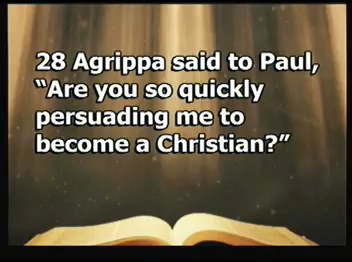 28 Agrippa said to Paul,
“Are you so quickly
persuading me to
become a Christian?”